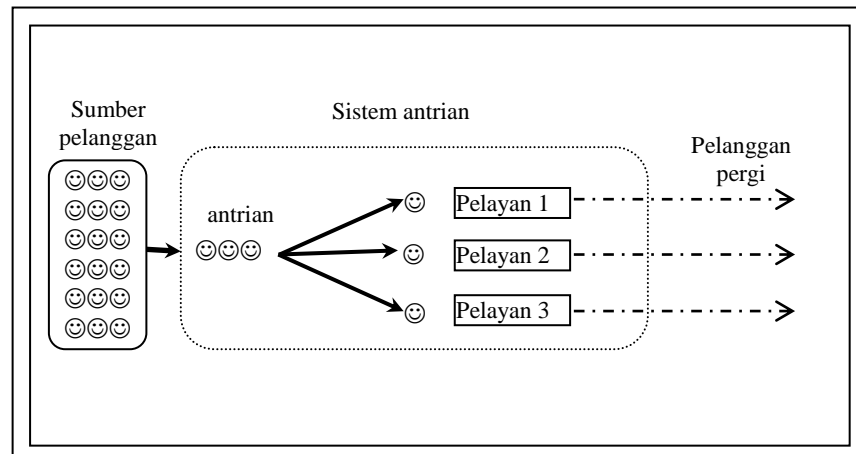 Sumber
pelanggan
Sistem antrian
Pelanggan
pergi
antrian
Pelayan 1
Pelayan 2
Pelayan 3